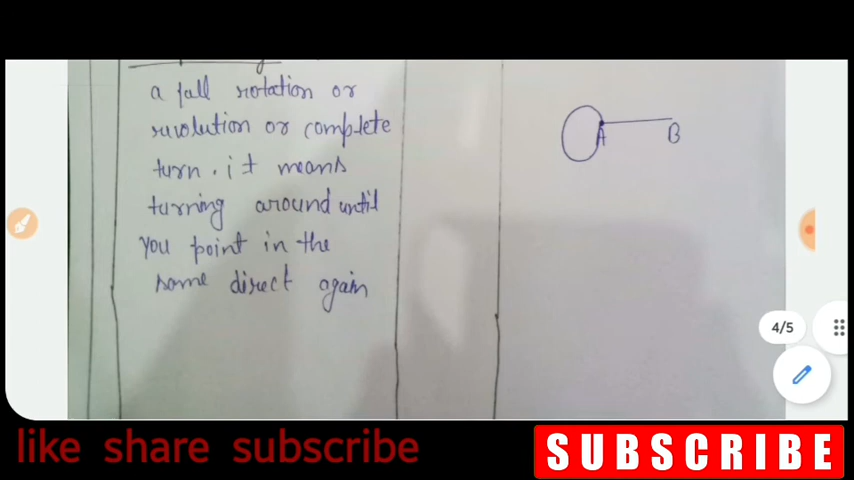 a full rotation or
revolution or complete
turn. it means
turning around until
you point in the
same direct again
A
B
4/5
like share subscribe
SUBSCRIBE